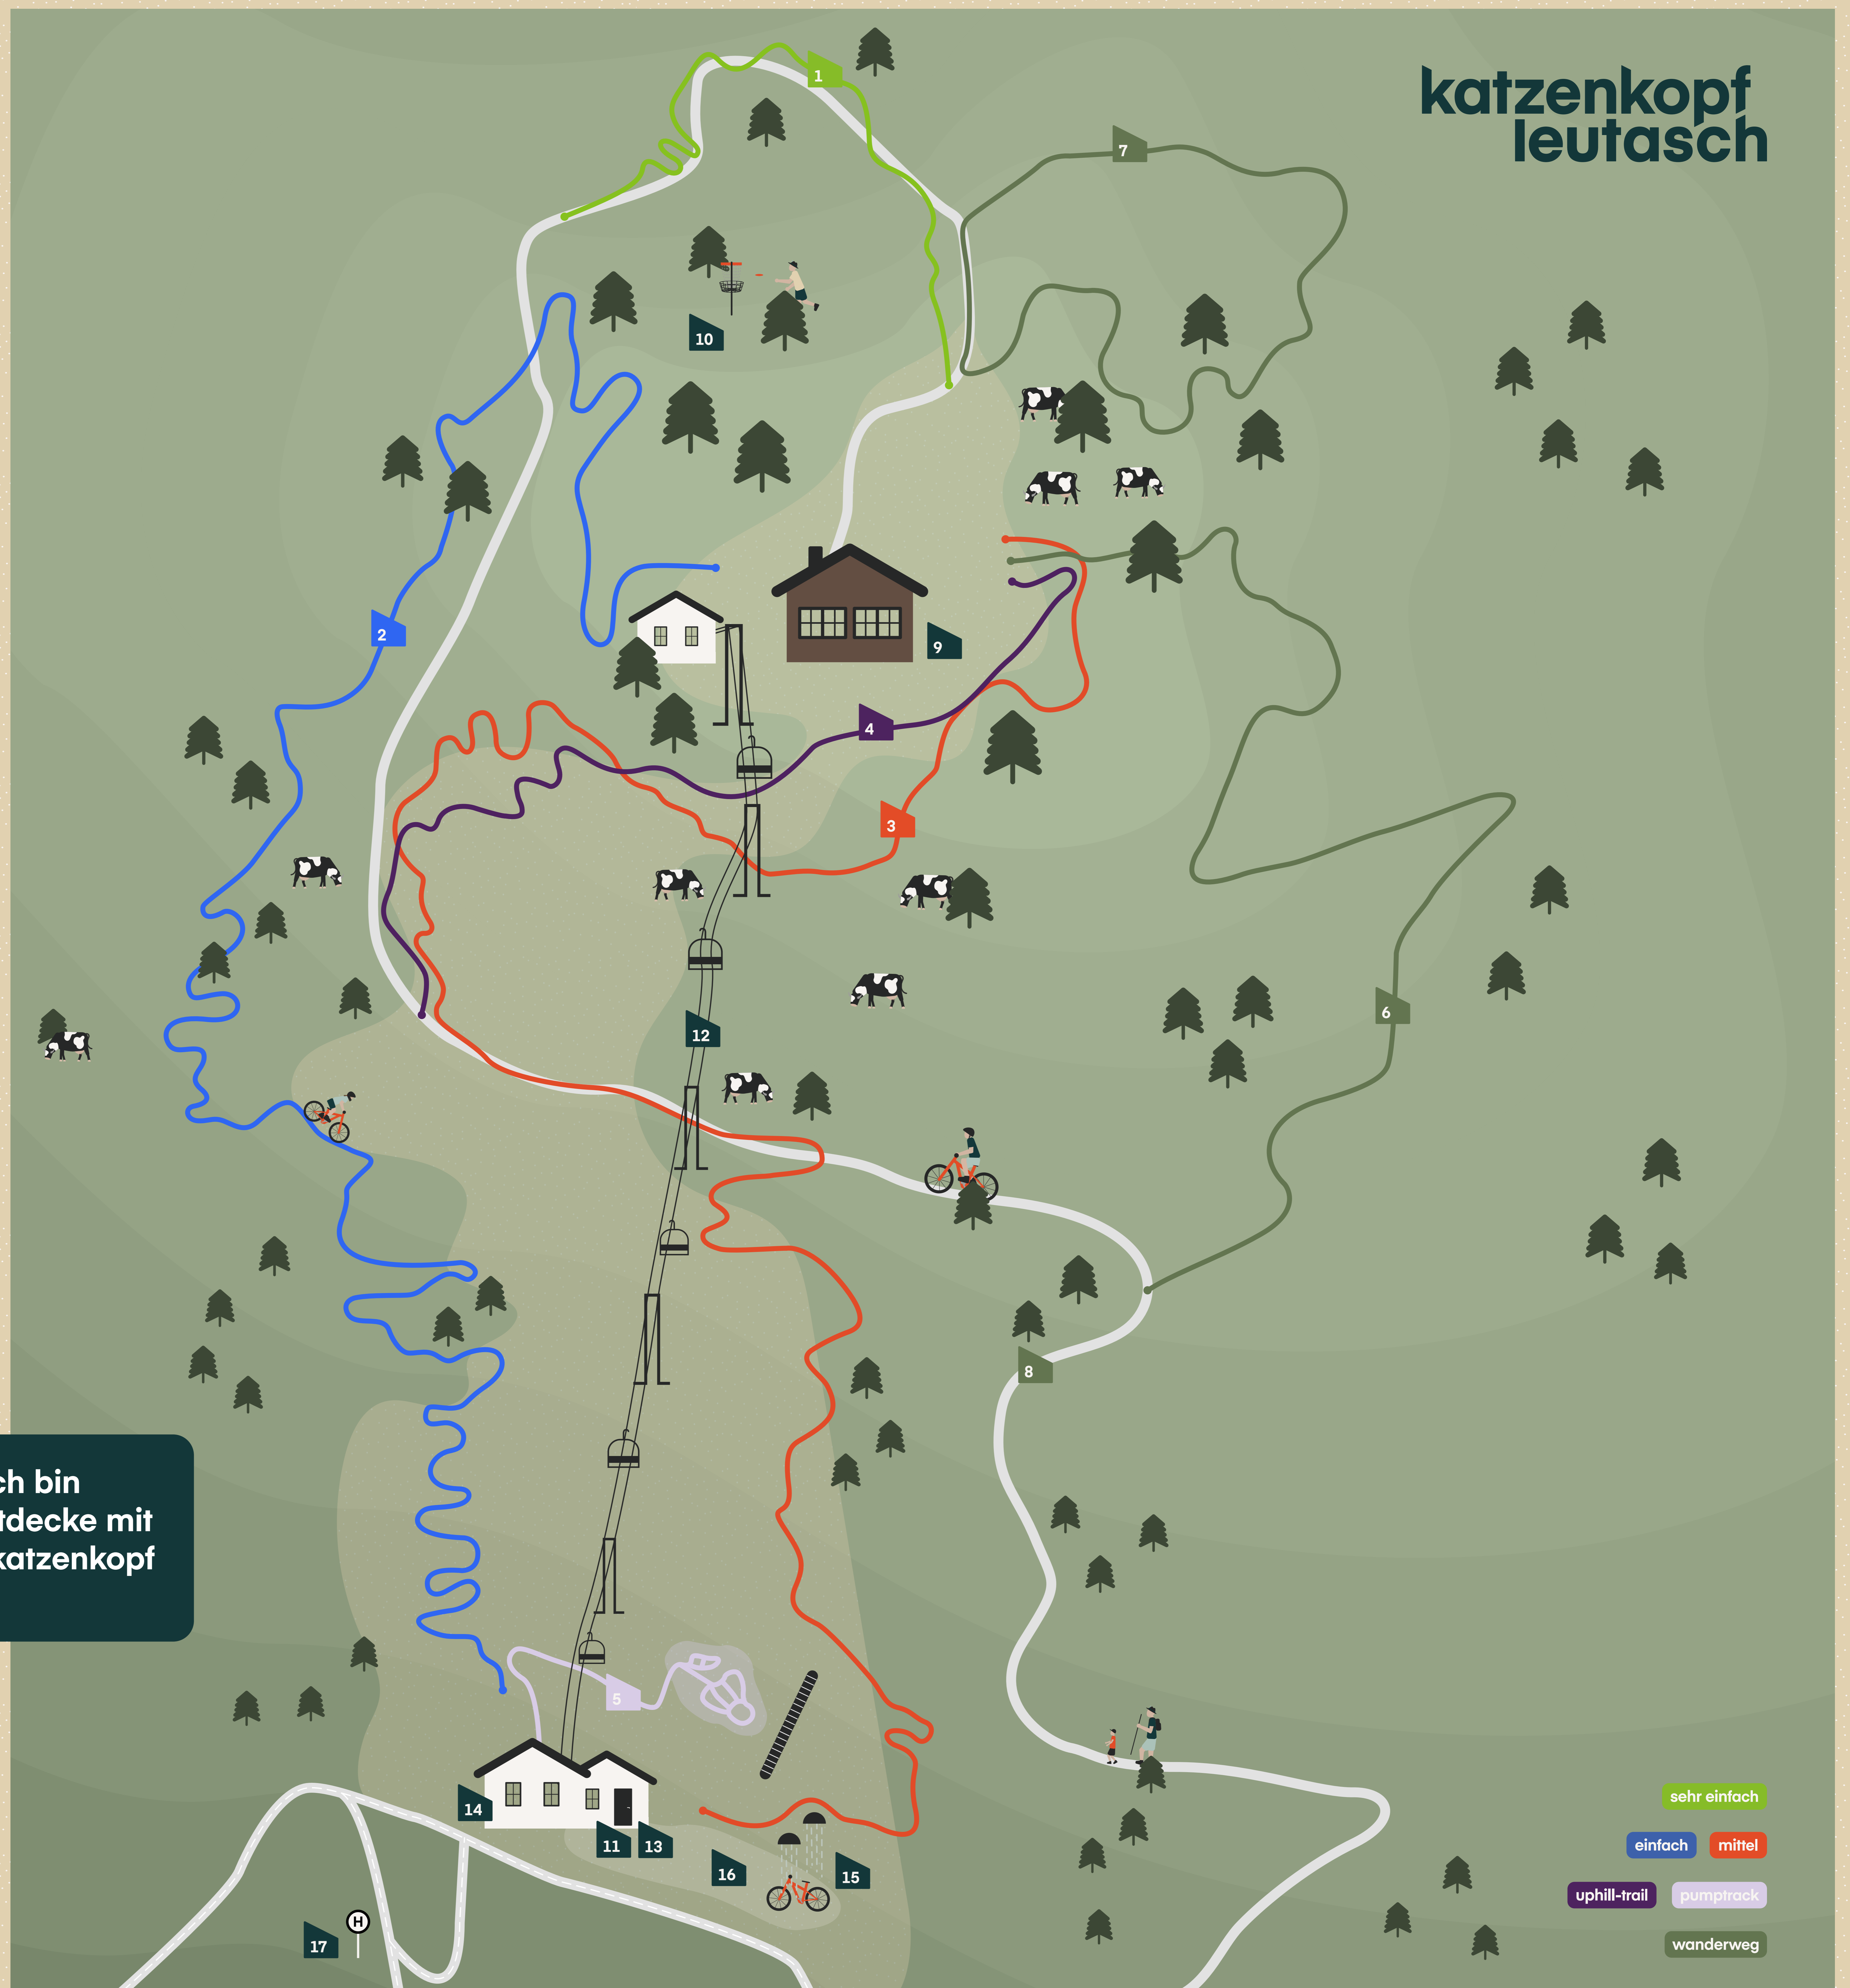 katzenkopf
leutasch
1
7
10
2
9
4
3
12
6
8
ch bin
tdecke mit
katzenkopf
5
14
11
13
16
15
H
17
sehr einfach
einfach
mittel
uphill-trail
pumptrack
wanderweg